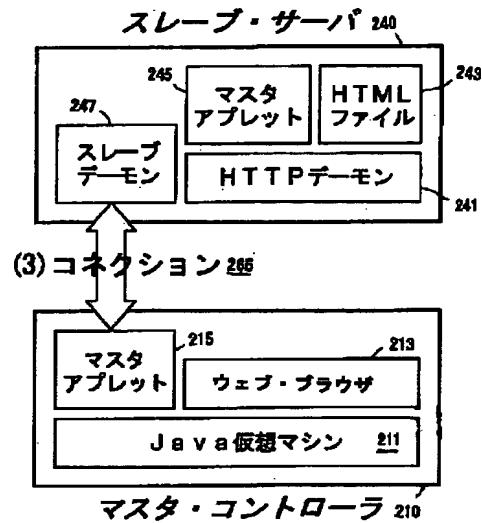 スレーブ・サーバ 240
245
243
マスタ
アプレット
HTML
ファイル
247
スレーブ
デーモン
HTTPデーモン
241
(3)コネクション 265
215
213
マスタ
アプレット
ウェブ・ブラウザ
Java仮想マシン 211
マスタ・コントローラ 210